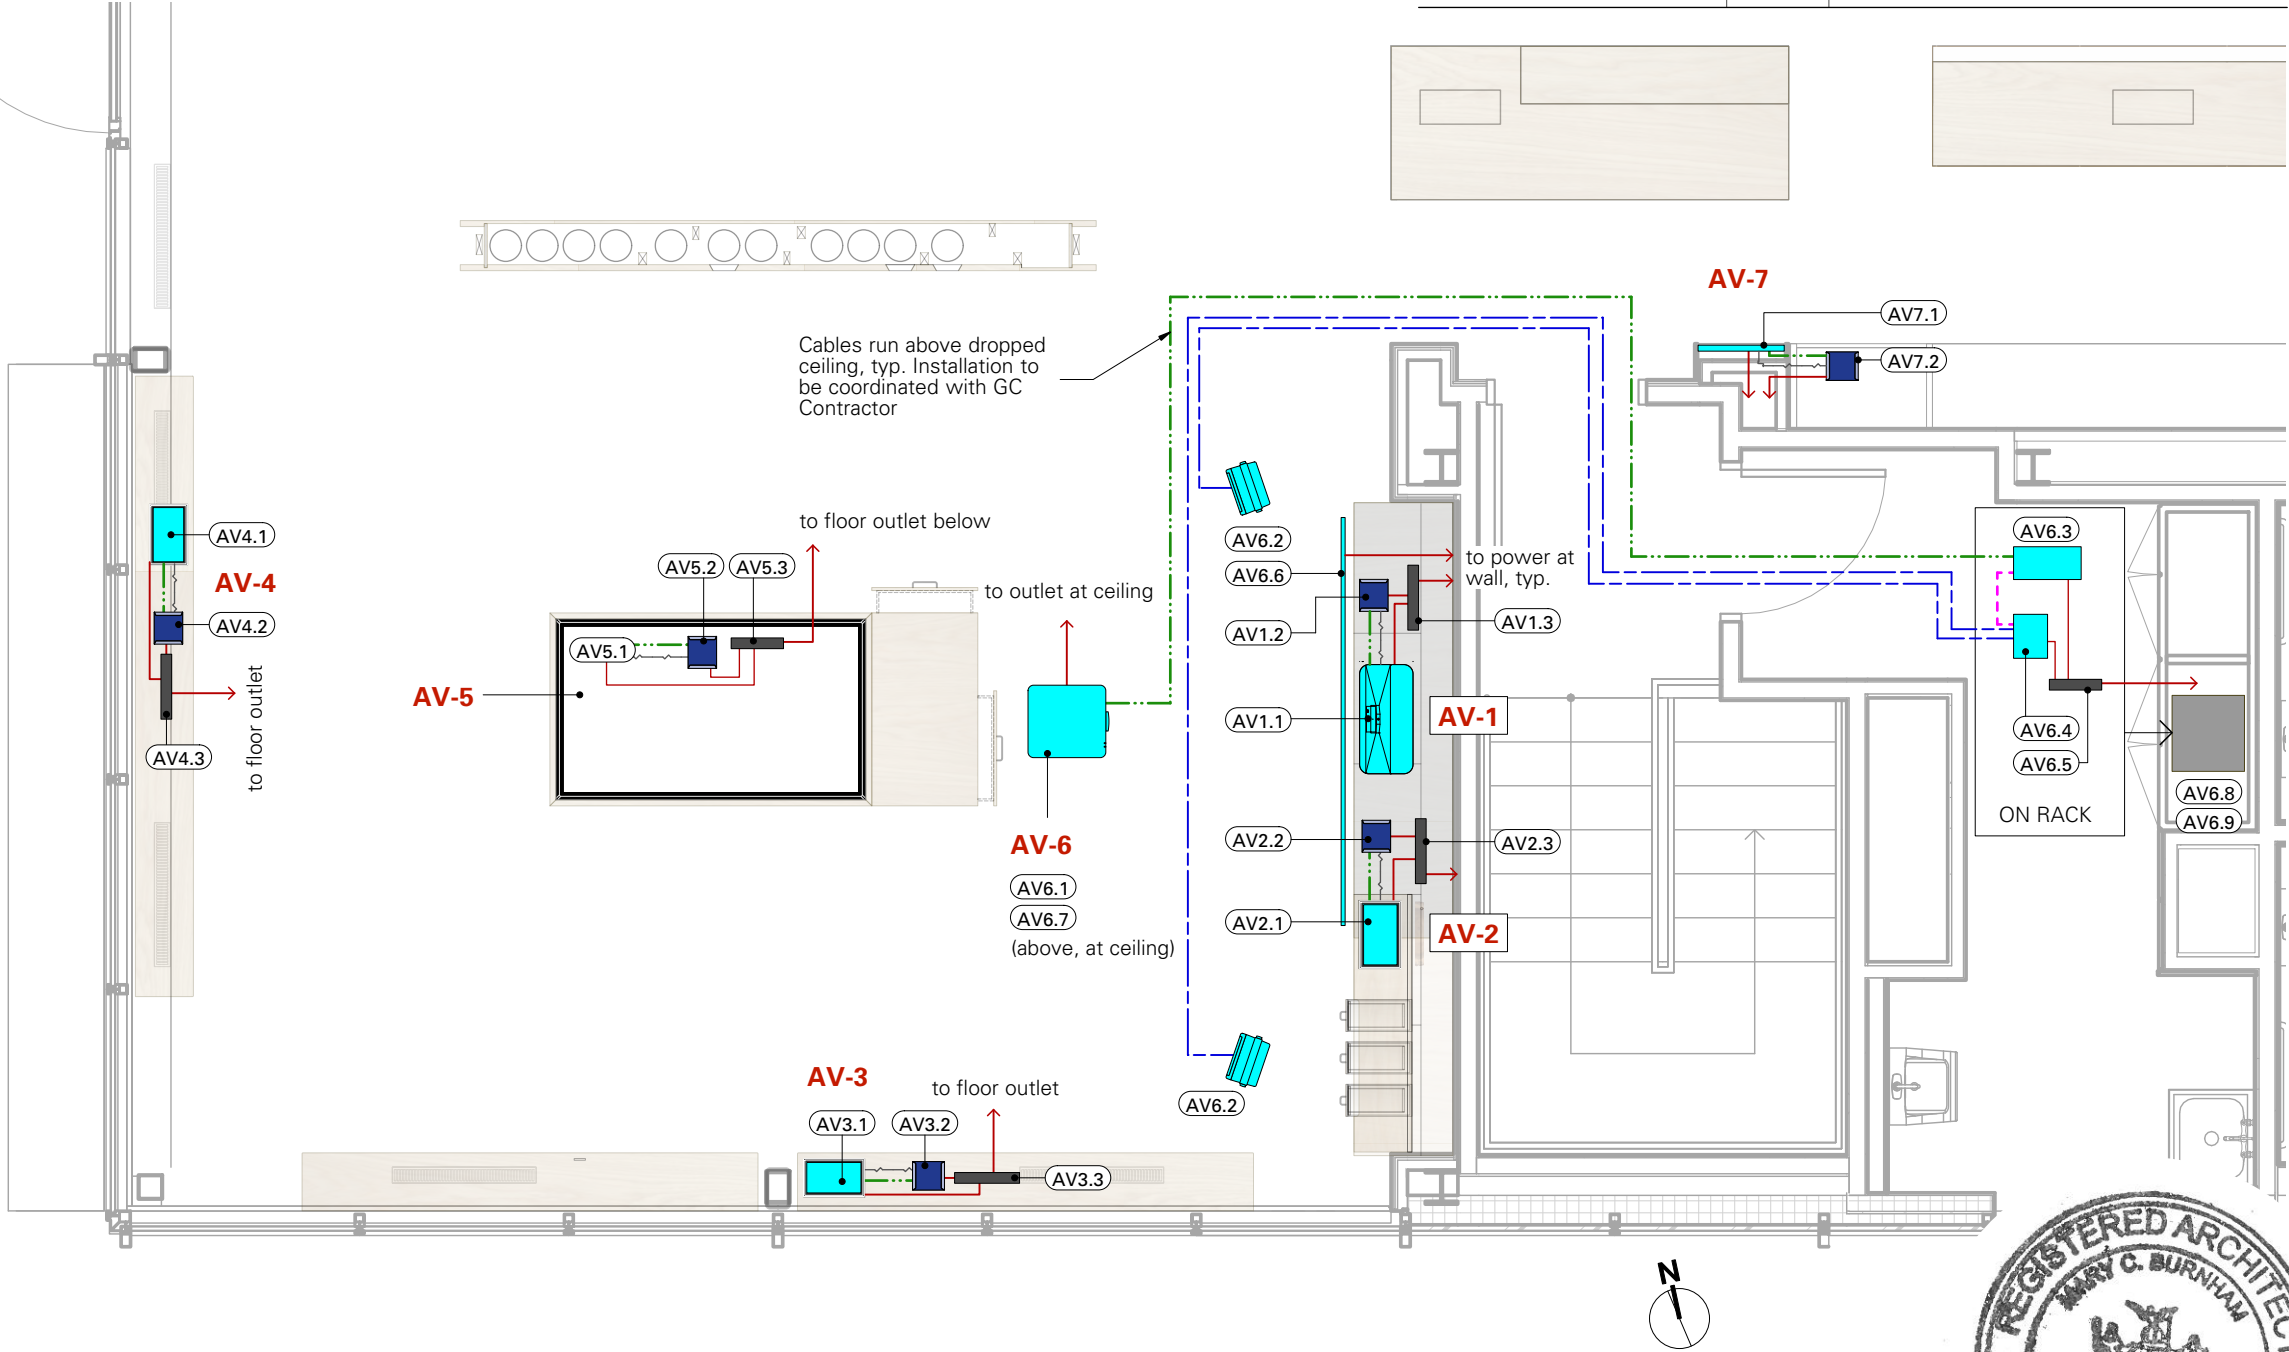 AV-7
AV7.1
AV7.2
Cables run above dropped
ceiling, typ. Installation to
be coordinated with GC
Contractor
AV4.1
AV-4
AV4.2
AV4.3
to floor outlet
to floor outlet below
AV5.2
AV5.3
AV5.1
AV-5
to outlet at ceiling
AV-6
AV6.1
AV6.7
(above, at ceiling)
AV6.2
AV6.6
to power at
wall, typ.
AV1.2
AV1.3
AV1.1
AV-1
AV2.2
AV2.3
AV2.1
AV-2
AV6.2
AV6.3
AV6.4
AV6.5
ON RACK
AV6.8
AV6.9
AV-3
to floor outlet
AV3.1
AV3.2
AV3.3
N
REGISTERED ARCHITEC
MARY C. BURNHAM